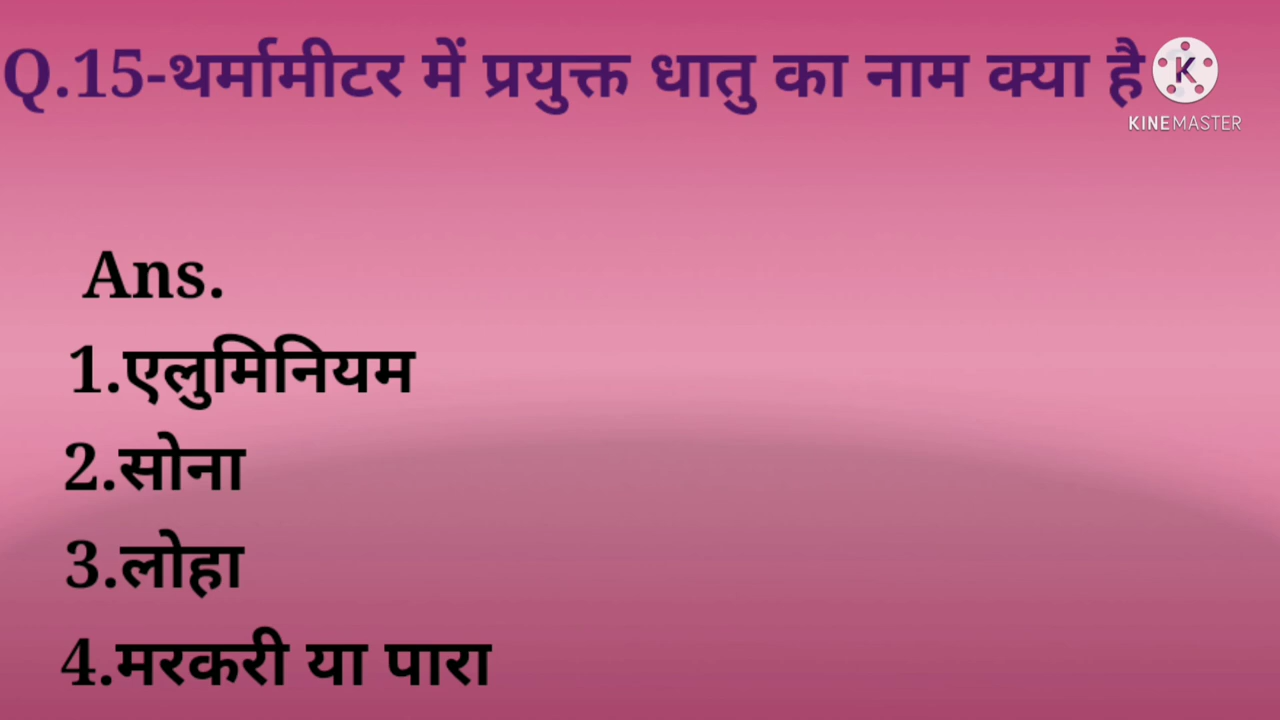 Q.15-थर्मामीटर में प्रयुक्त धातु का नाम क्या है
K
KINEMASTER
Ans.
1.एलुमिनियम
2.सोना
3.लोहा
4.मरकरी या पारा